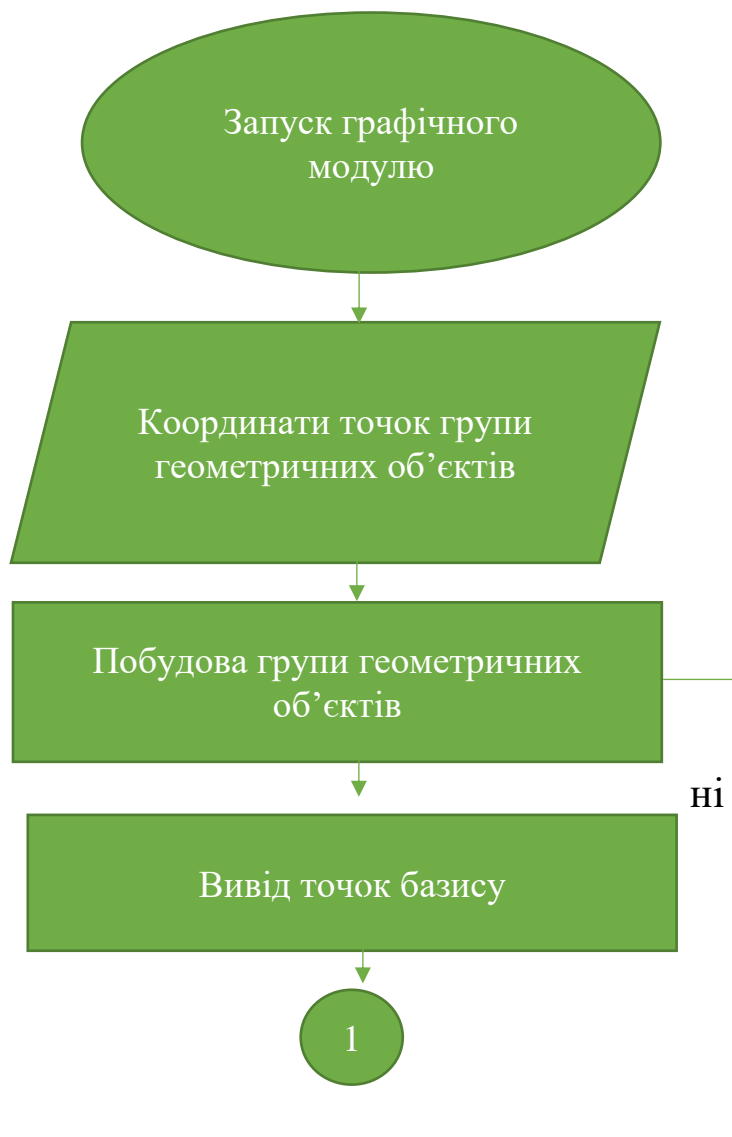 Запуск графічного
модулю
Координати точок групи
геометричних об’єктів
Побудова групи геометричних
об’єктів
ні
Вивід точок базису
1